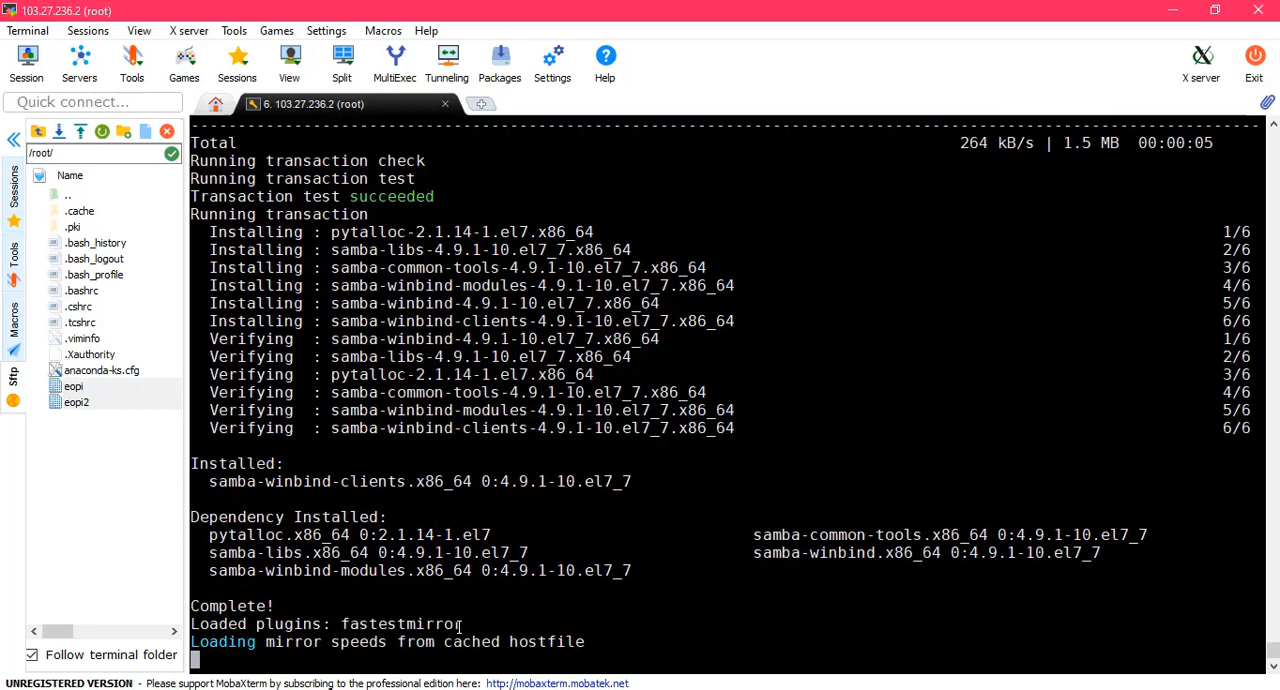 103.27.236.2 (root)
Terminal Sessions View X server Tools Games Settings Macros Help
Session Servers Tools Games Sessions View Split MultiExec Tunneling Packages Settings Help X server Exit
Quick connect...
6. 103.27.236.2 (root)
/root/
Name
..
.cache
.pki
.bash_history
.bash_logout
.bash_profile
.bashrc
.cshrc
.tcshrc
.viminfo
.Xauthority
anaconda-ks.cfg
eopi
eopi2
Sessions
Tools
Macros
Sftp
Follow terminal folder
Total 264 kB/s | 1.5 MB 00:00:05
Running transaction check
Running transaction test
Transaction test succeeded
Running transaction
Installing : pytalloc-2.1.14-1.el7.x86_64 1/6
Installing : samba-libs-4.9.1-10.el7_7.x86_64 2/6
Installing : samba-common-tools-4.9.1-10.el7_7.x86_64 3/6
Installing : samba-winbind-modules-4.9.1-10.el7_7.x86_64 4/6
Installing : samba-winbind-4.9.1-10.el7_7.x86_64 5/6
Installing : samba-winbind-clients-4.9.1-10.el7_7.x86_64 6/6
Verifying : samba-winbind-4.9.1-10.el7_7.x86_64 1/6
Verifying : samba-libs-4.9.1-10.el7_7.x86_64 2/6
Verifying : pytalloc-2.1.14-1.el7.x86_64 3/6
Verifying : samba-common-tools-4.9.1-10.el7_7.x86_64 4/6
Verifying : samba-winbind-modules-4.9.1-10.el7_7.x86_64 5/6
Verifying : samba-winbind-clients-4.9.1-10.el7_7.x86_64 6/6
Installed:
samba-winbind-clients.x86_64 0:4.9.1-10.el7_7
Dependency Installed:
pytalloc.x86_64 0:2.1.14-1.el7 samba-common-tools.x86_64 0:4.9.1-10.el7_7
samba-libs.x86_64 0:4.9.1-10.el7_7 samba-winbind.x86_64 0:4.9.1-10.el7_7
samba-winbind-modules.x86_64 0:4.9.1-10.el7_7
Complete!
Loaded plugins: fastestmirror
Loading mirror speeds from cached hostfile
UNREGISTERED VERSION - Please support MobaXterm by subscribing to the professional edition here: http://mobaxterm.mobatek.net